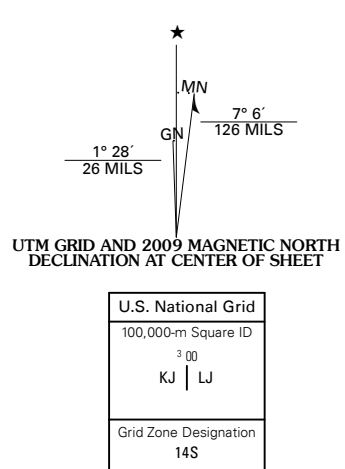 ★
MN
GN
7° 6´
126 MILS
1° 28´
26 MILS
UTM GRID AND 2009 MAGNETIC NORTH
DECLINATION AT CENTER OF SHEET
U.S. National Grid
100,000-m Square ID
3 00
KJ LJ
Grid Zone Designation
14S